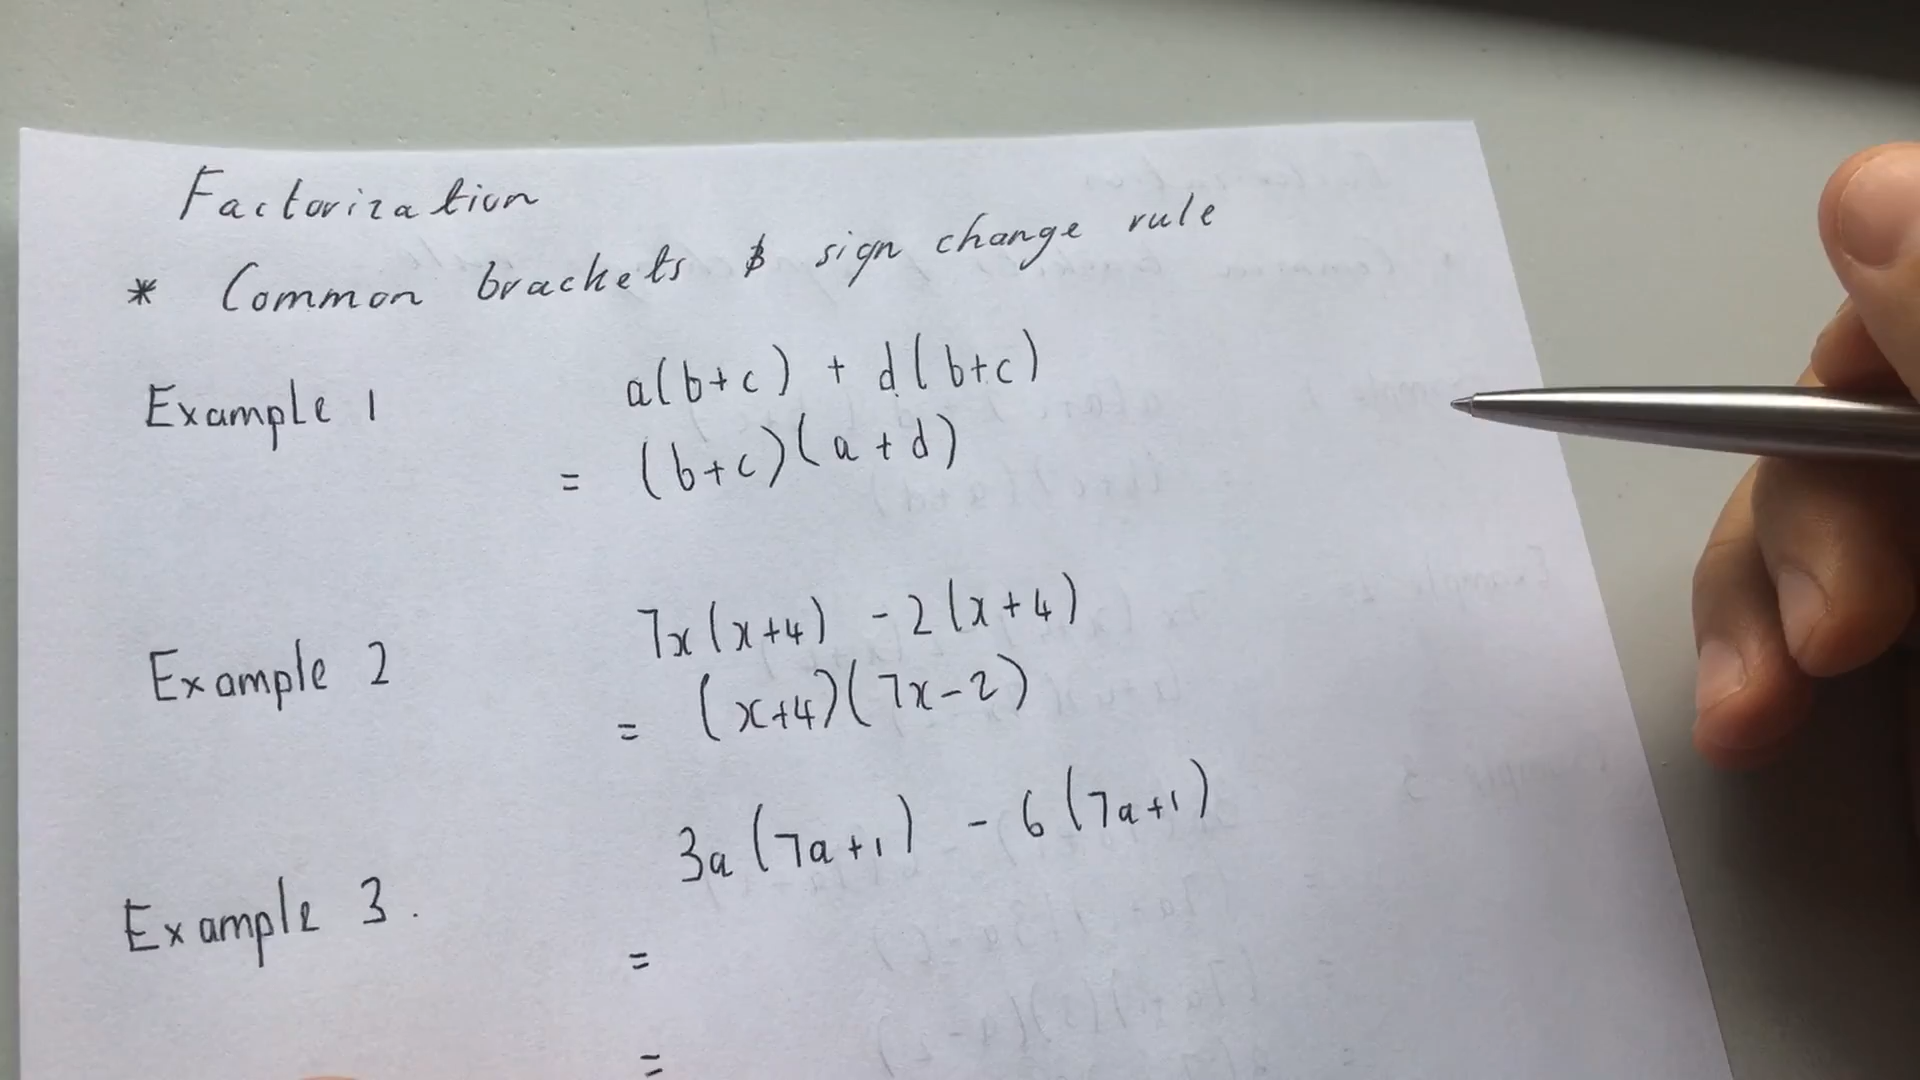 Factorization
* Common brackets & sign change rule
Example 1
a(b+c) + d(b+c)
= (b+c)(a+d)
Example 2
7x(x+4) - 2(x+4)
= (x+4)(7x-2)
Example 3.
3a(7a+1) - 6(7a+1)
=
=